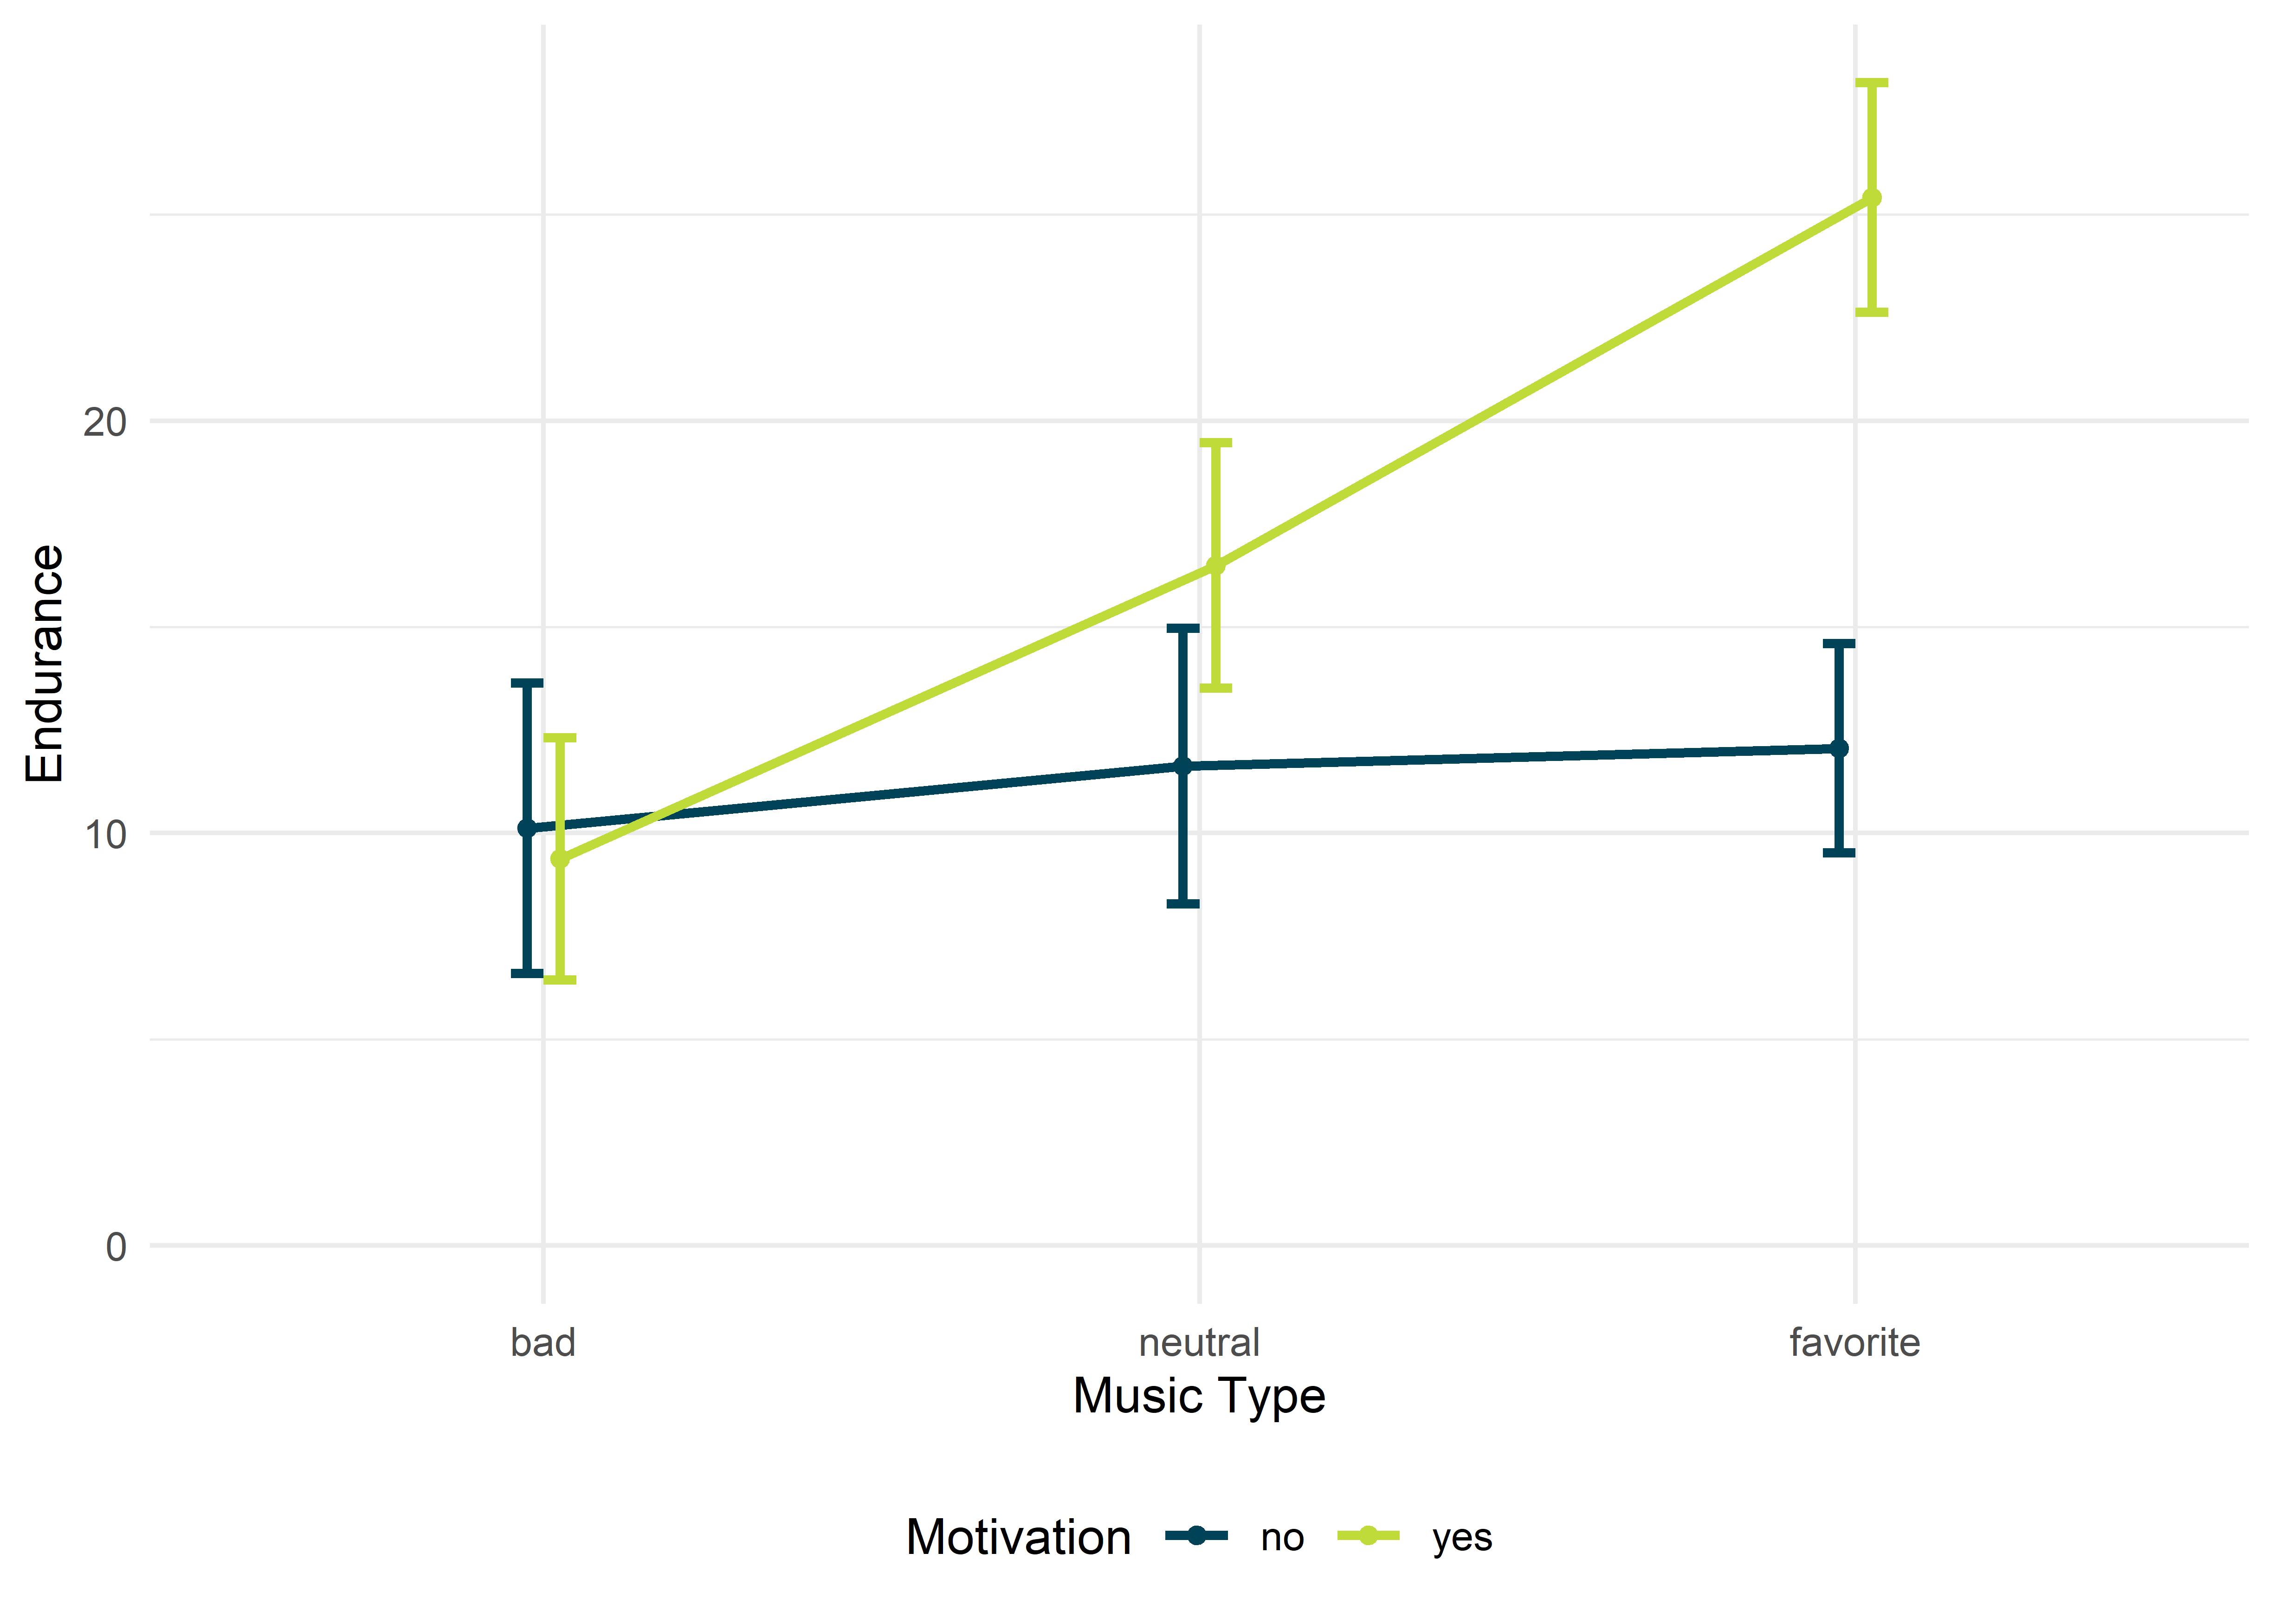 Endurance
20
10
0
bad neutral favorite
Music Type
Motivation no yes